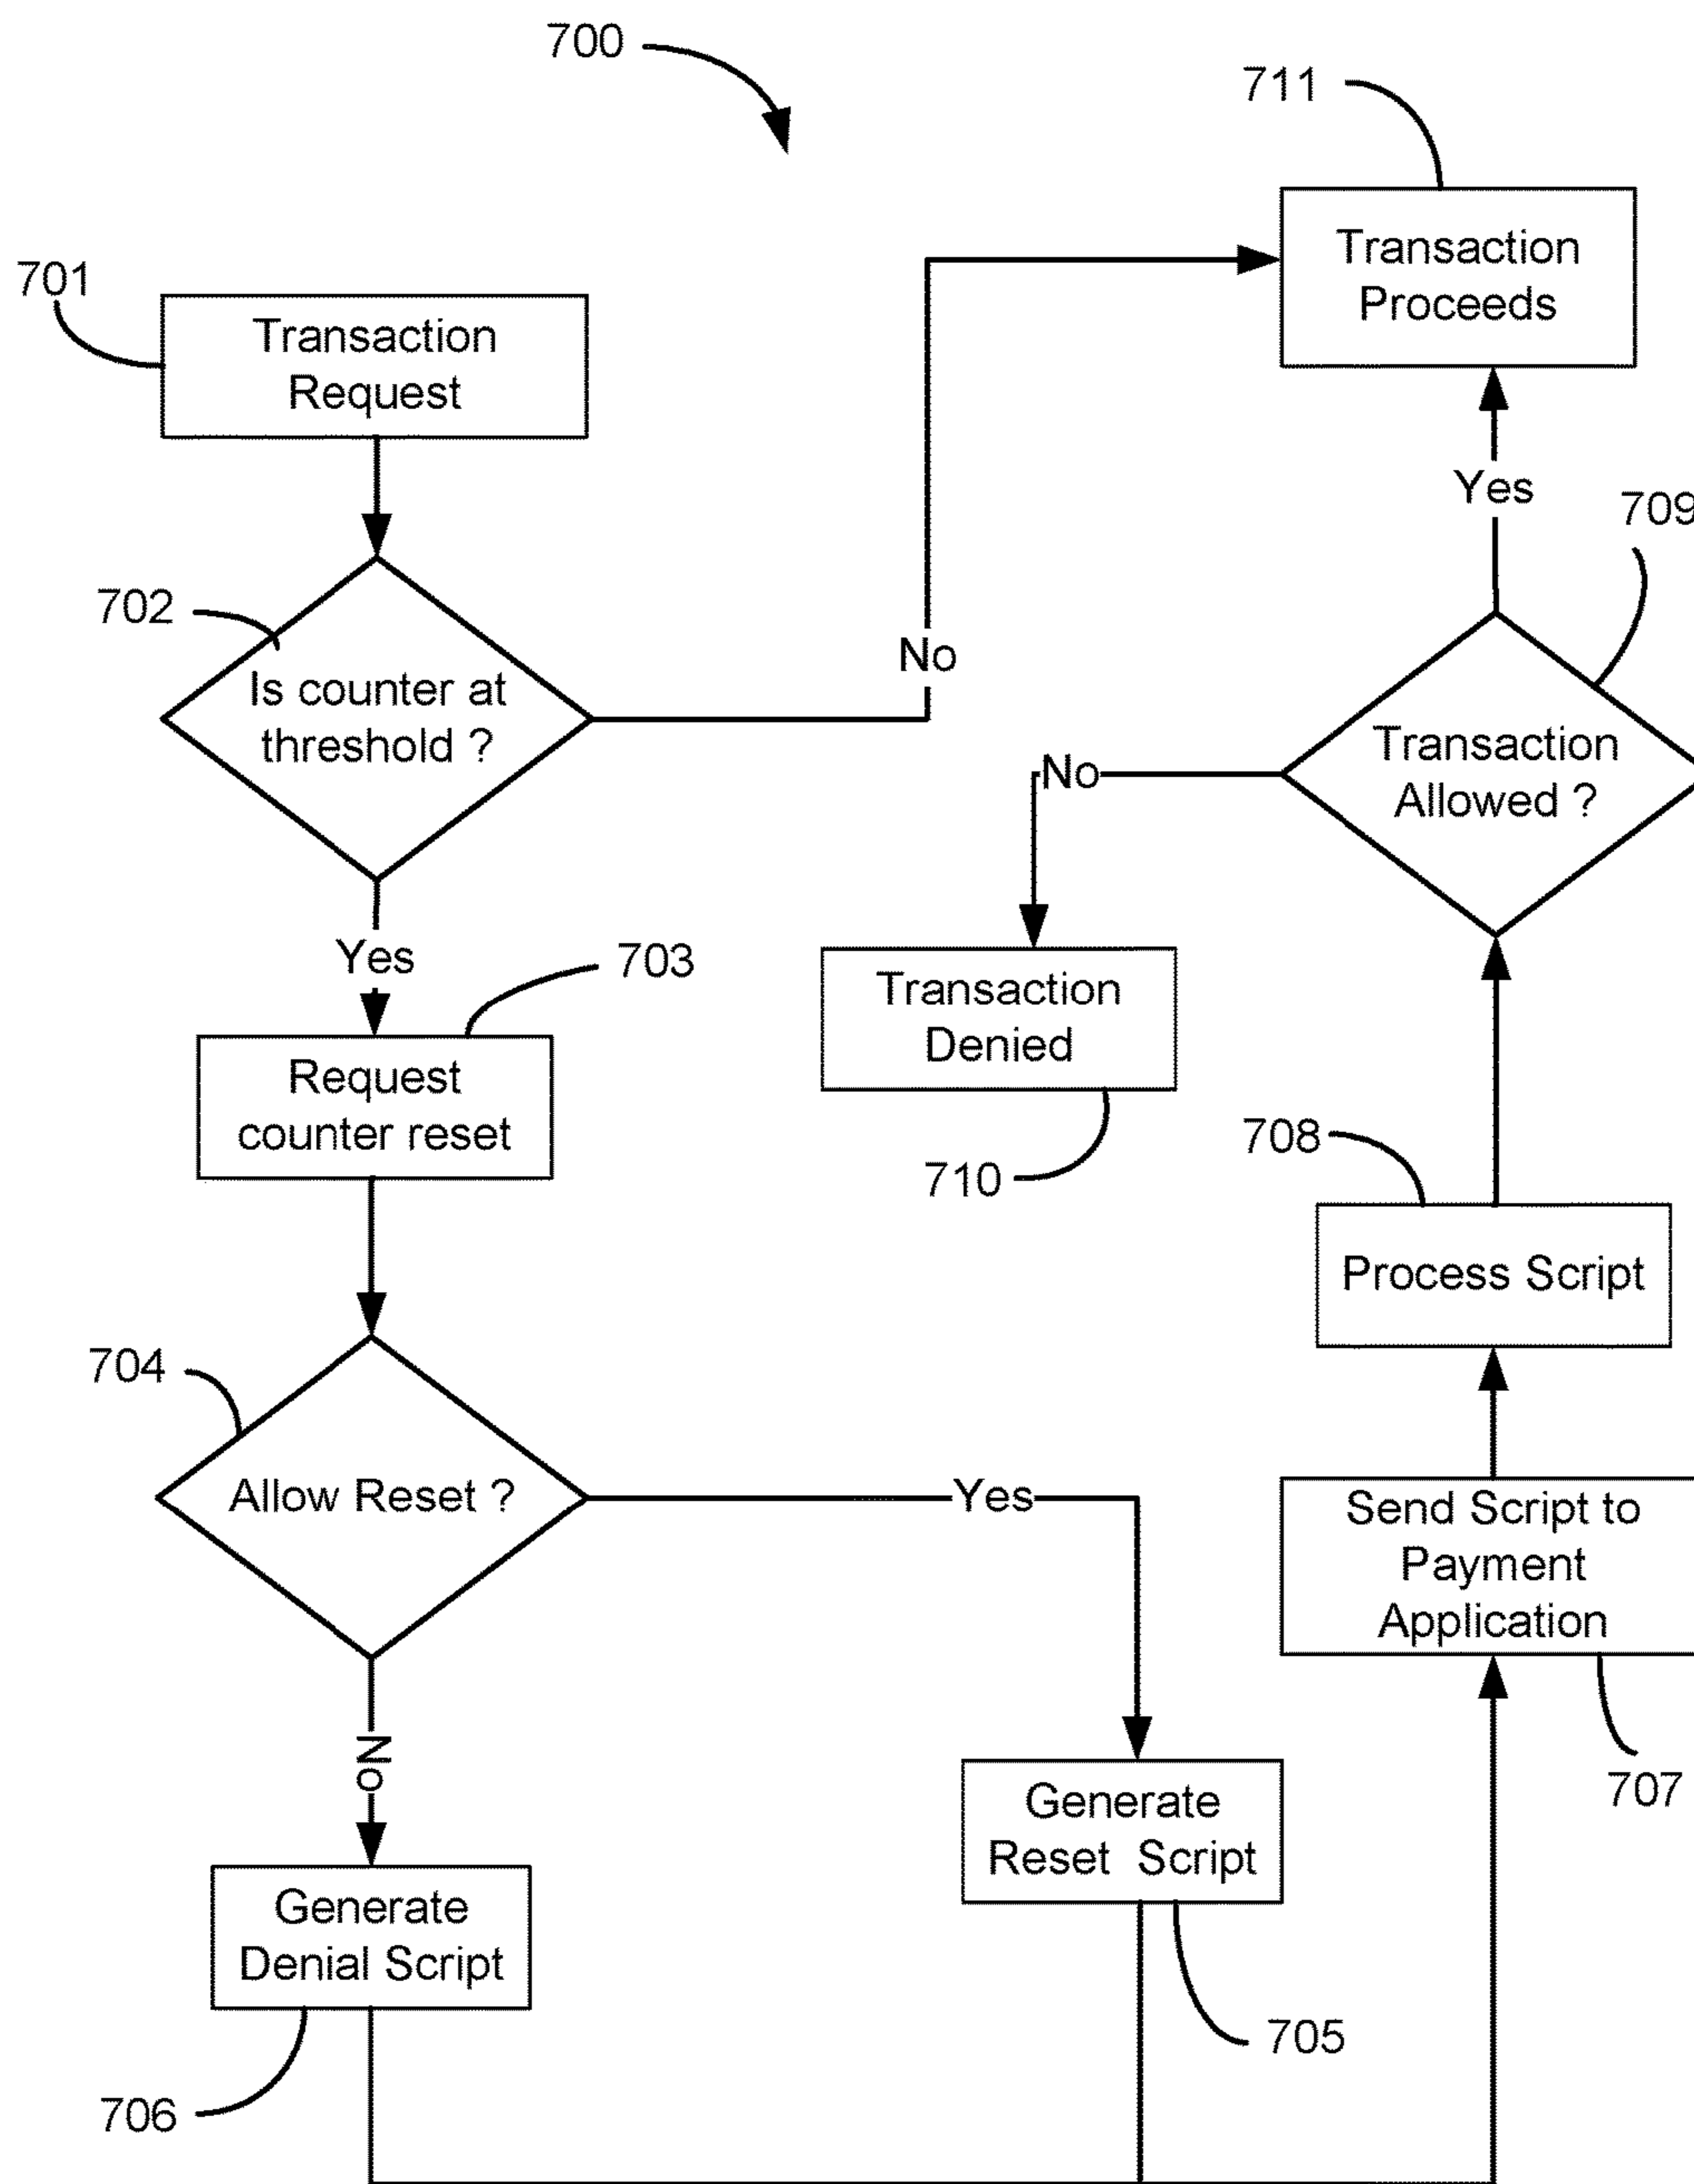 700
711
Transaction
Proceeds
701
Transaction
Request
Yes
709
702
No
Is counter at
threshold ?
Transaction
Allowed ?
No
Yes
703
Transaction
Denied
Request
counter reset
708
710
Process Script
704
Allow Reset ?
Yes
Send Script to
Payment
Application
No
707
Generate
Reset Script
Generate
Denial Script
705
706